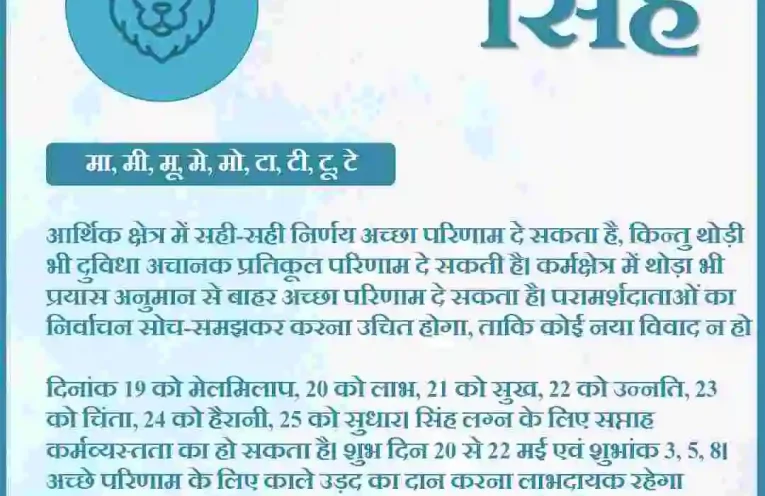 सिंह
मा, मी, मू, मे, मो, टा, टी, टू, टे
आर्थिक क्षेत्र में सही-सही निर्णय अच्छा परिणाम दे सकता है, किन्तु थोड़ी
भी दुविधा अचानक प्रतिकूल परिणाम दे सकती है। कर्मक्षेत्र में थोड़ा भी
प्रयास अनुमान से बाहर अच्छा परिणाम दे सकता है। परामर्शदाताओं का
निर्वाचन सोच-समझकर करना उचित होगा, ताकि कोई नया विवाद न हो
दिनांक 19 को मेलमिलाप, 20 को लाभ, 21 को सुख, 22 को उन्नति, 23
को चिंता, 24 को हैरानी, 25 को सुधार। सिंह लग्न के लिए सप्ताह
कर्मव्यस्तता का हो सकता है। शुभ दिन 20 से 22 मई एवं शुभांक 3, 5, 8।
अच्छे परिणाम के लिए काले उड़द का दान करना लाभदायक रहेगा